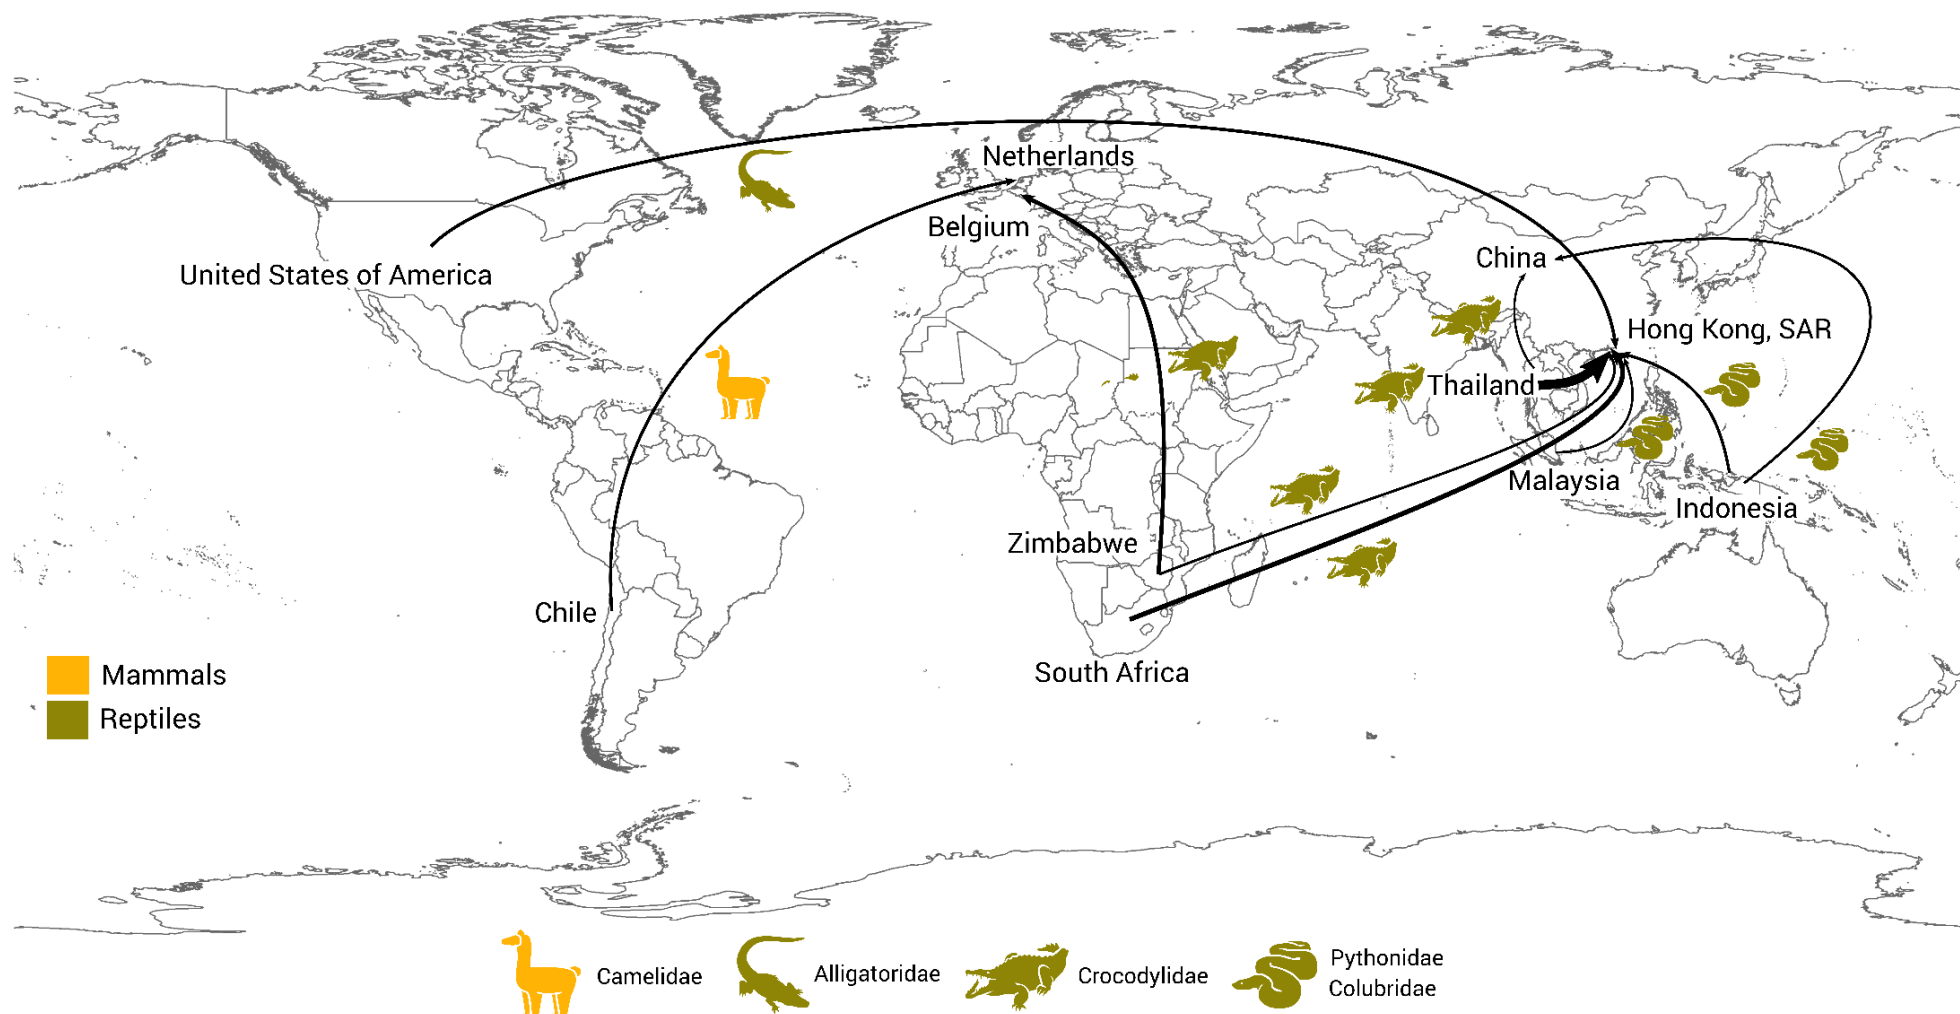 Netherlands
Belgium
United States of America
China
Hong Kong, SAR
Thailand
Malaysia
Indonesia
Zimbabwe
Chile
South Africa
Mammals
Reptiles
Camelidae
Alligatoridae
Crocodylidae
Pythonidae
Colubridae